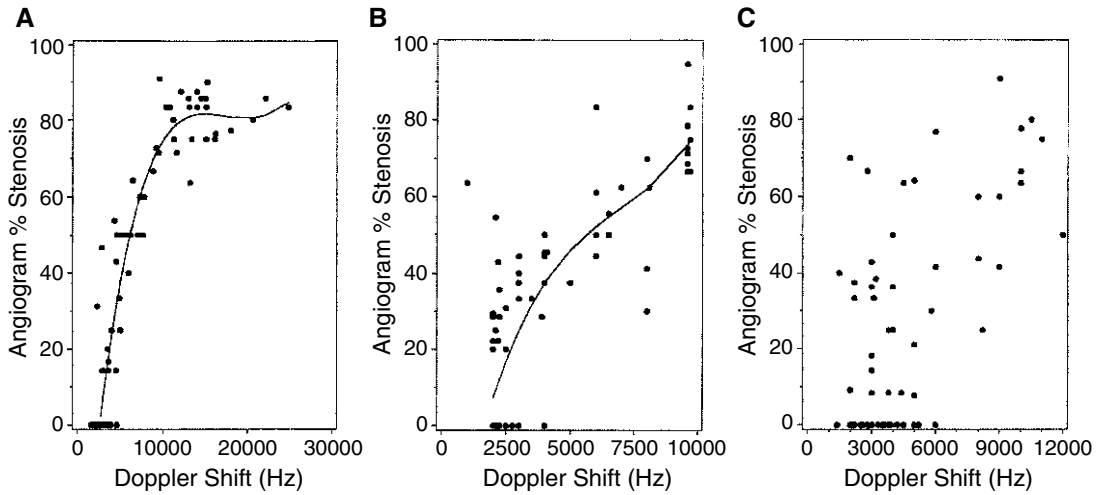 A
Angiogram % Stenosis
100
80
60
40
20
0
0 10000 20000 30000
Doppler Shift (Hz)
B
Angiogram % Stenosis
100
80
60
40
20
0
2500 5000 7500 10000
Doppler Shift (Hz)
C
Angiogram % Stenosis
100
80
60
40
20
0
0 3000 6000 9000 12000
Doppler Shift (Hz)